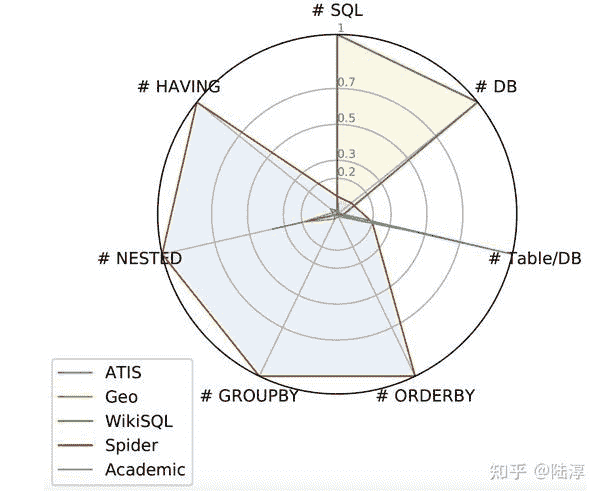 # SQL
1
# HAVING
# DB
0.7
0.5
0.3
0.2
# NESTED
# Table/DB
# GROUPBY
# ORDERBY
ATIS
Geo
WikiSQL
Spider
Academic
知乎 @陆淳